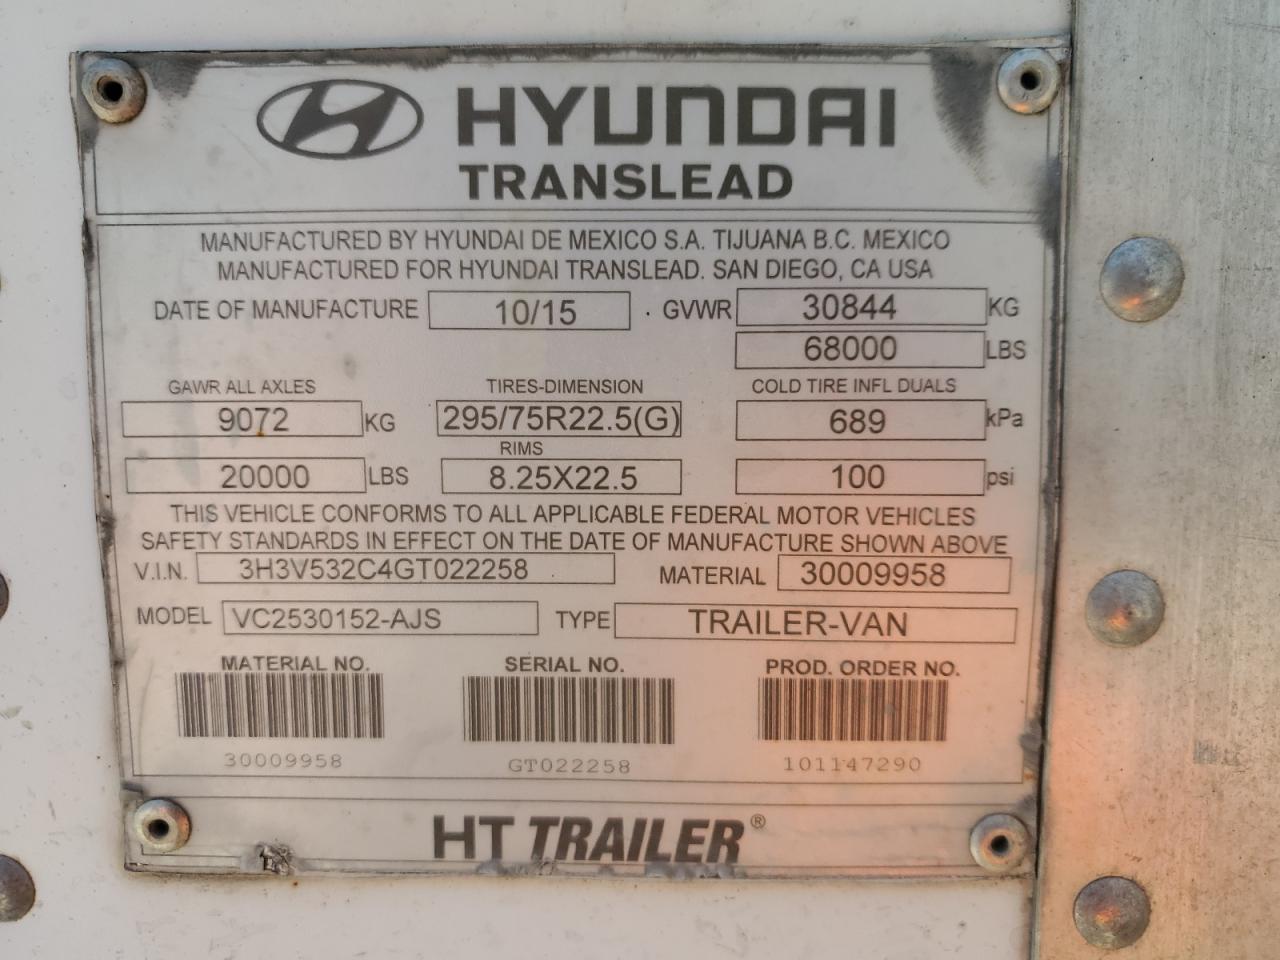 HYUNDAI
TRANSLEAD
MANUFACTURED BY HYUNDAI DE MEXICO S.A. TIJUANA B.C. MEXICO
MANUFACTURED FOR HYUNDAI TRANSLEAD. SAN DIEGO, CA USA
DATE OF MANUFACTURE 10/15 . GVWR 30844 KG
68000 LBS
GAWR ALL AXLES TIRES-DIMENSION COLD TIRE INFL DUALS
9072 KG 295/75R22.5(G) 689 kPa
RIMS
20000 LBS 8.25X22.5 100 psi
THIS VEHICLE CONFORMS TO ALL APPLICABLE FEDERAL MOTOR VEHICLES
SAFETY STANDARDS IN EFFECT ON THE DATE OF MANUFACTURE SHOWN ABOVE
V.I.N. 3H3V532C4GT022258 MATERIAL 30009958
MODEL VC2530152-AJS TYPE TRAILER-VAN
MATERIAL NO. SERIAL NO. PROD. ORDER NO.
30009958 GT022258 101147290
HT TRAILER®